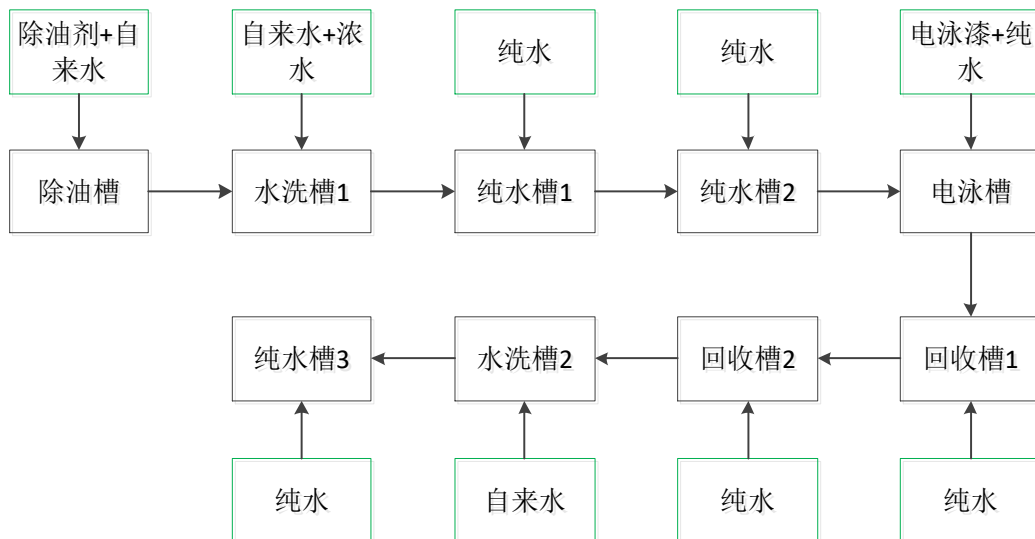 除油剂+自
来水
自来水+浓
水
纯水
纯水
电泳漆+纯
水
除油槽
水洗槽1
纯水槽1
纯水槽2
电泳槽
纯水槽3
水洗槽2
回收槽2
回收槽1
纯水
自来水
纯水
纯水